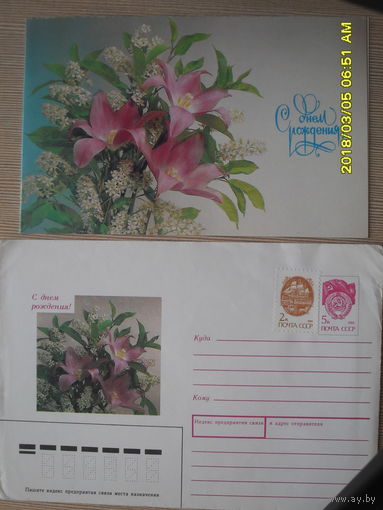 С днем
рождения
2018/03/05 06:51 AM
С днем
рождения!
2к
ПОЧТА СССР
5к
ПОЧТА СССР
Куда
Кому
Индекс предприятия связи и адрес отправителя
Пишите индекс предприятия связи места назначения
www.ay.by